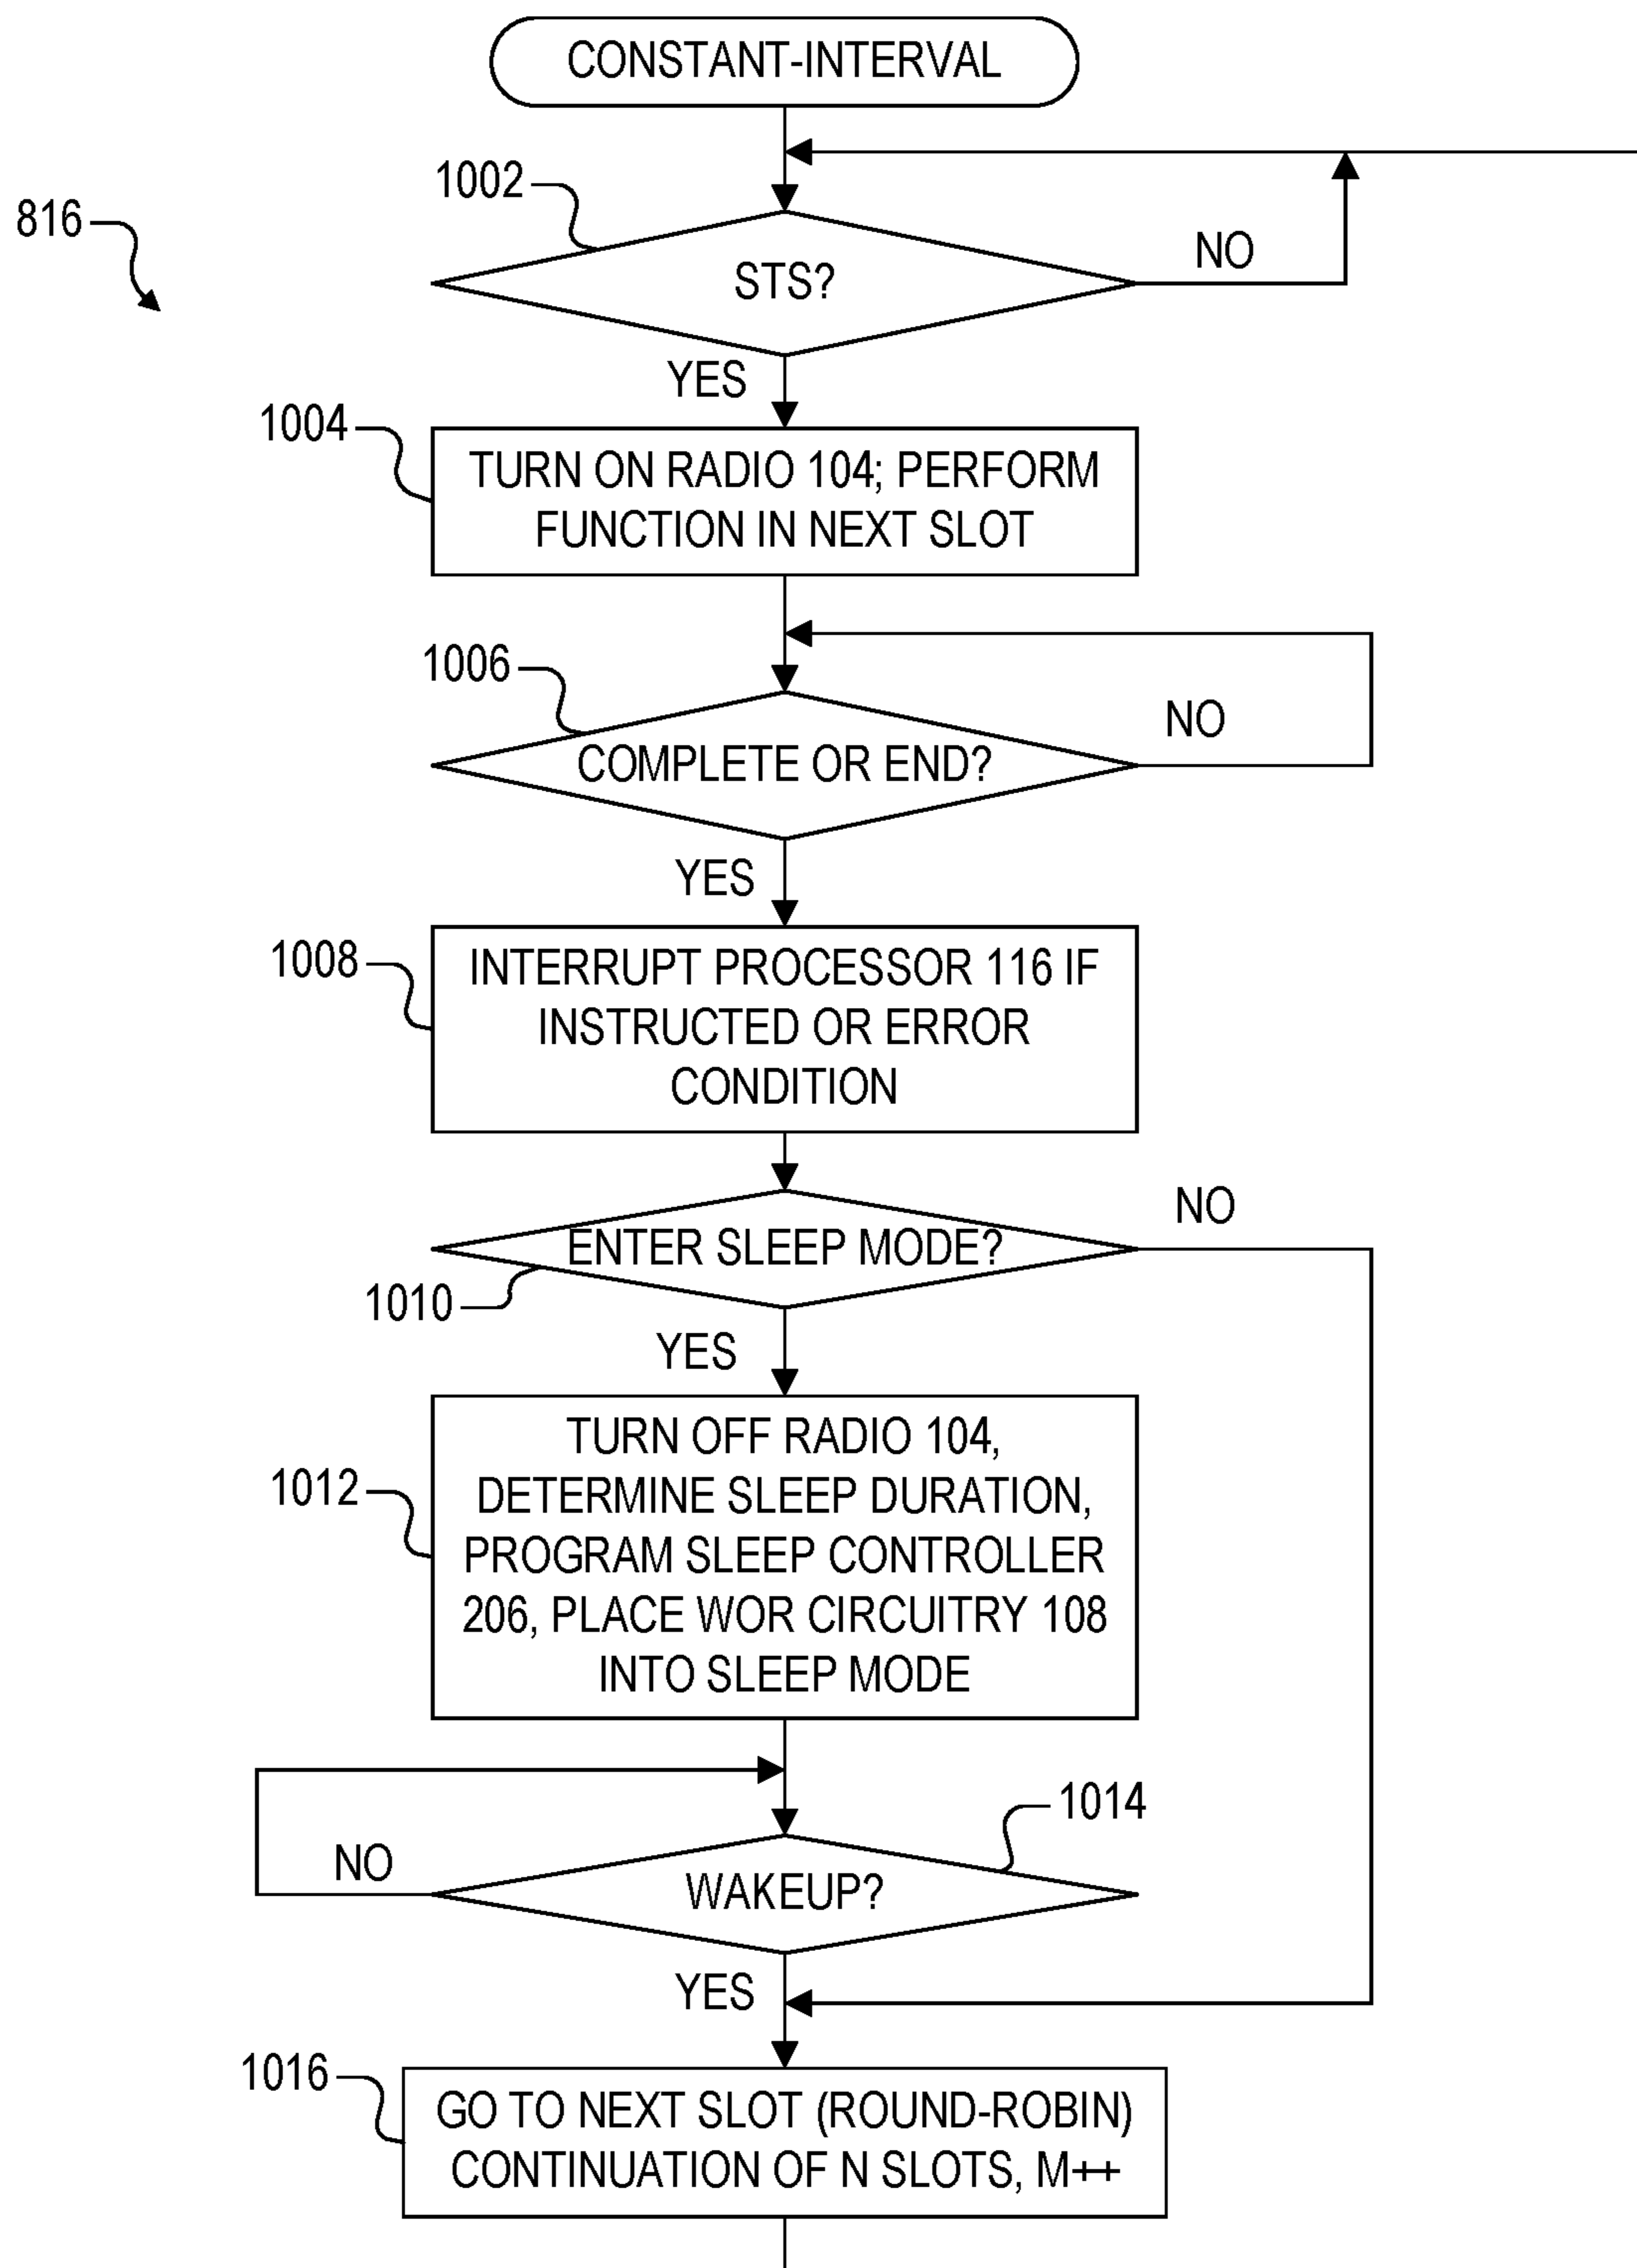 CONSTANT-INTERVAL
1002
816
STS?
NO
YES
1004
TURN ON RADIO 104; PERFORM
FUNCTION IN NEXT SLOT
1006
NO
COMPLETE OR END?
YES
1008
INTERRUPT PROCESSOR 116 IF
INSTRUCTED OR ERROR
CONDITION
NO
ENTER SLEEP MODE?
1010
YES
1012
TURN OFF RADIO 104,
DETERMINE SLEEP DURATION,
PROGRAM SLEEP CONTROLLER
206, PLACE WOR CIRCUITRY 108
INTO SLEEP MODE
1014
NO
WAKEUP?
YES
1016
GO TO NEXT SLOT (ROUND-ROBIN)
CONTINUATION OF N SLOTS, M++